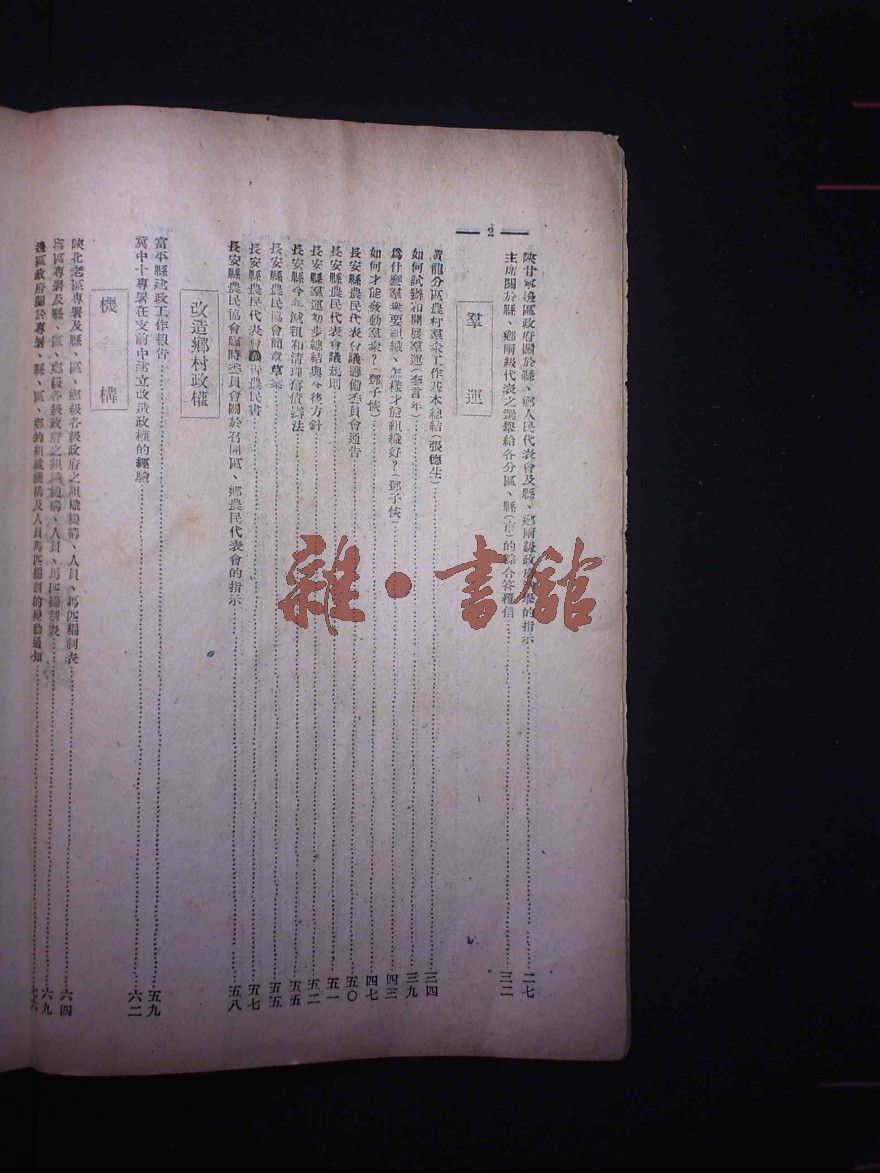 2
陝甘寧邊區政府關於縣、鄉人民代表會及縣、鄉兩級政府選舉的指示……二七
主席關於縣、鄉兩級代表之選舉給各分區、縣(市)的綜合答覆信……三二
羣運
黃龍分區農村羣衆工作基本總結(張德生)……三四
如何試辦和開展羣運(李言年)……三九
爲什麽羣衆要組織、怎樣才能組織好?(鄧子恢)……四三
如何才能發動羣衆?(鄧子恢)……四七
長安縣農民代表會議籌備委員會通告……五〇
長安縣農民代表會議規則……五一
長安縣羣運初步總結與今後方針……五二
長安縣今年減租和清理舊債辦法……五五
長安縣農民協會簡章草案……五五
長安縣農民代表會告農民書……五七
長安縣農民協會臨時委員會關於召開區、鄉農民代表會的指示……五八
改造鄉村政權
富平縣建政工作報告……五九
冀中十專署在支前中建立改造政權的經驗……六二
機構
陝北老區專署及縣、區、鄉級各級政府之組織機構、人員、馬匹編制表……六四
區專署及縣、區、鄉級各級政府之組織機構、人員、馬匹編制表……六九
邊區政府關於專署、縣、區、鄉的組織機構及人員馬匹編制的變動通知
雜·書館